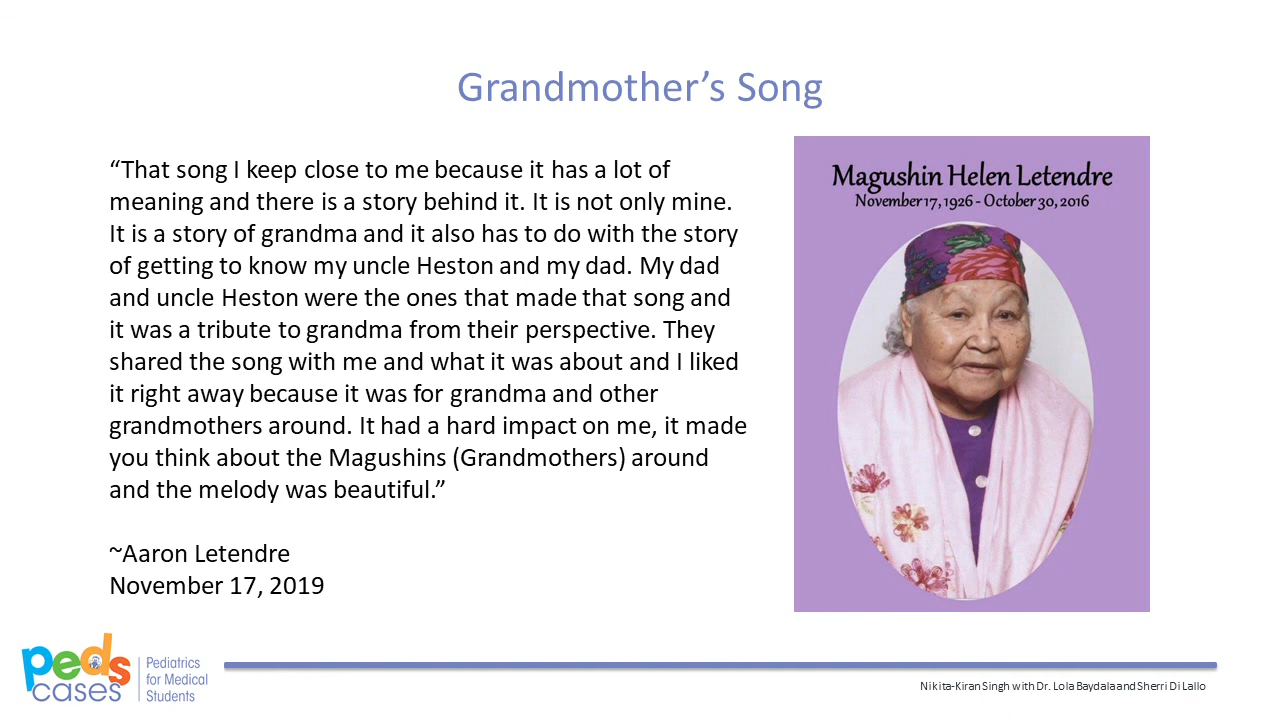 Grandmother’s Song
“That song I keep close to me because it has a lot of
meaning and there is a story behind it. It is not only mine.
It is a story of grandma and it also has to do with the story
of getting to know my uncle Heston and my dad. My dad
and uncle Heston were the ones that made that song and
it was a tribute to grandma from their perspective. They
shared the song with me and what it was about and I liked
it right away because it was for grandma and other
grandmothers around. It had a hard impact on me, it made
you think about the Magushins (Grandmothers) around
and the melody was beautiful.”
~Aaron Letendre
November 17, 2019
Magushin Helen Letendre
November 17, 1926 - October 30, 2016
peds
cases
Pediatrics
for Medical
Students
Nikita-Kiran Singh with Dr. Lola Baydala and Sherri Di Lallo